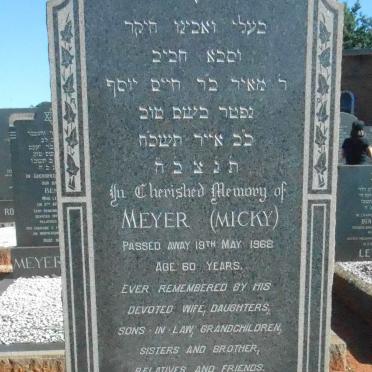 בעלי ואבינו היקר
וסבא חביב
ר מאיר בר חיים יוסף
נפטר בשם טוב
כ׳ב אייר תשכ׳ח
ת נ צ ב ה
In Cherished Memory of
MEYER (MICKY)
PASSED AWAY 19TH MAY 1968
AGE 60 YEARS.
EVER REMEMBERED BY HIS
DEVOTED WIFE, DAUGHTERS,
SONS-IN-LAW, GRANDCHILDREN,
SISTERS AND BROTHER,
RELATIVES AND FRIENDS.
MEYER